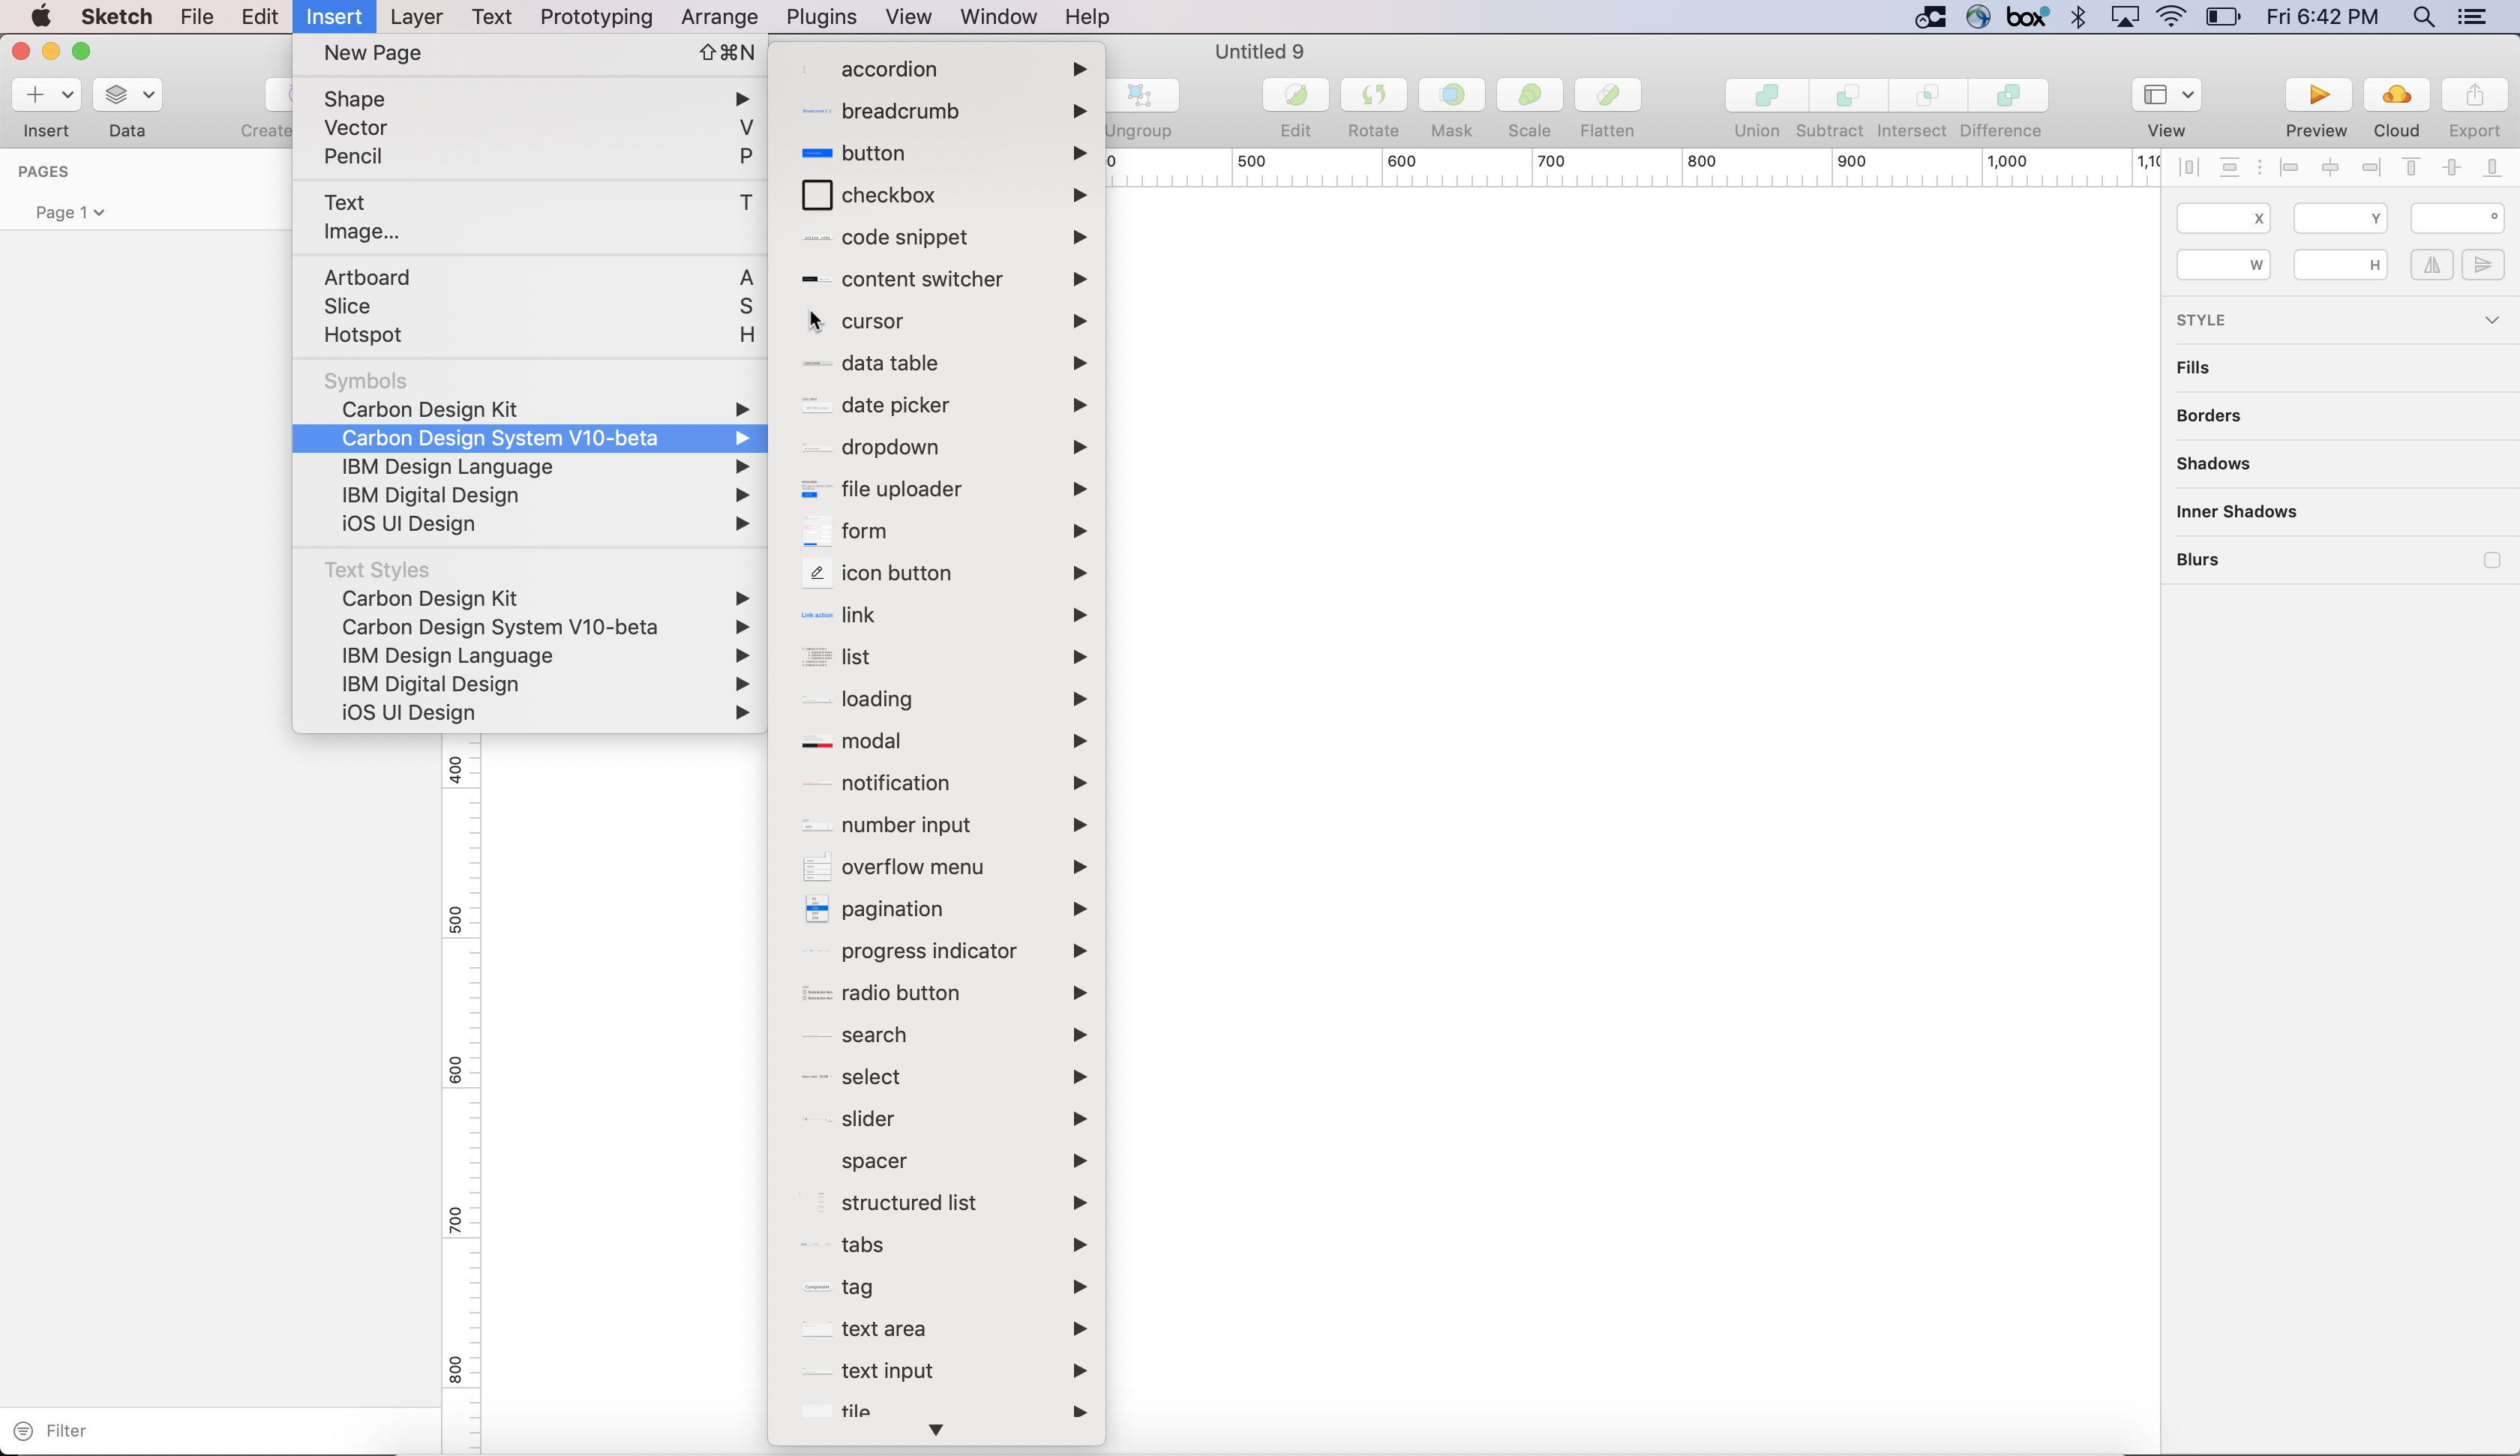 Sketch File Edit Insert Layer Text Prototyping Arrange Plugins View Window Help box Fri 6:42 PM
Untitled 9
Insert Data Create Ungroup Edit Rotate Mask Scale Flatten Union Subtract Intersect Difference View Preview Cloud Export
PAGES
Page 1
Filter
New Page ⇧⌘N
Shape
Vector V
Pencil P
Text T
Image...
Artboard A
Slice S
Hotspot H
Symbols
Carbon Design Kit
Carbon Design System V10-beta
IBM Design Language
IBM Digital Design
iOS UI Design
Text Styles
Carbon Design Kit
Carbon Design System V10-beta
IBM Design Language
IBM Digital Design
iOS UI Design
accordion
breadcrumb
button
checkbox
code snippet
content switcher
cursor
data table
date picker
dropdown
file uploader
form
icon button
Link action link
list
loading
modal
notification
number input
overflow menu
pagination
progress indicator
radio button
search
select
slider
spacer
structured list
tabs
tag
text area
text input
tile
0 500 600 700 800 900 1,000 1,10
400
500
600
700
800
X Y °
W H
STYLE
Fills
Borders
Shadows
Inner Shadows
Blurs